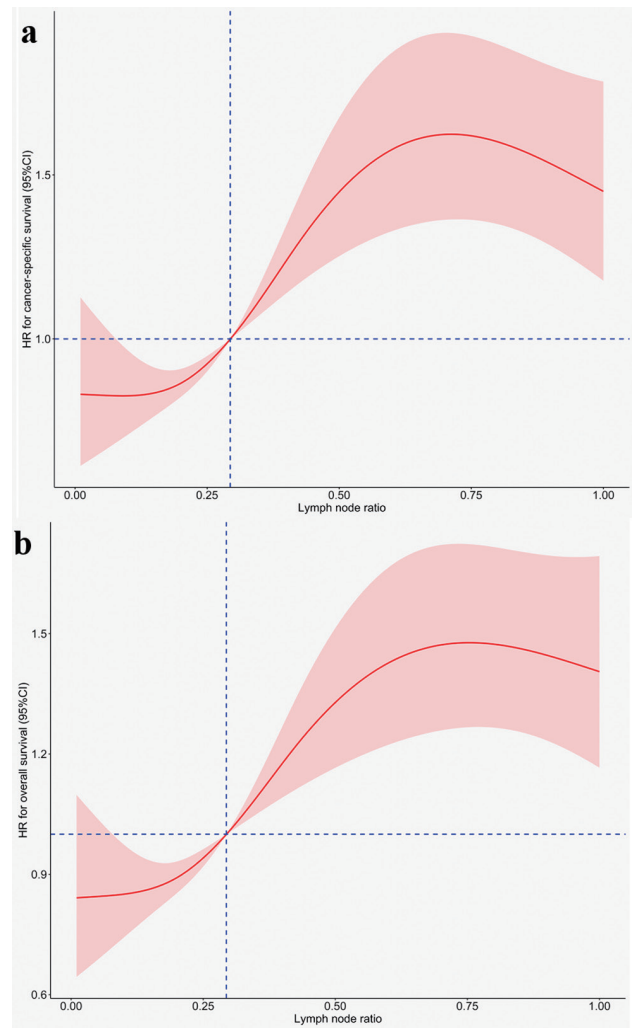 a
HR for cancer-specific survival (95%CI)
1.5
1.0
0.00 0.25 0.50 0.75 1.00
Lymph node ratio
b
HR for overall survival (95%CI)
1.5
1.2
0.9
0.6
0.00 0.25 0.50 0.75 1.00
Lymph node ratio